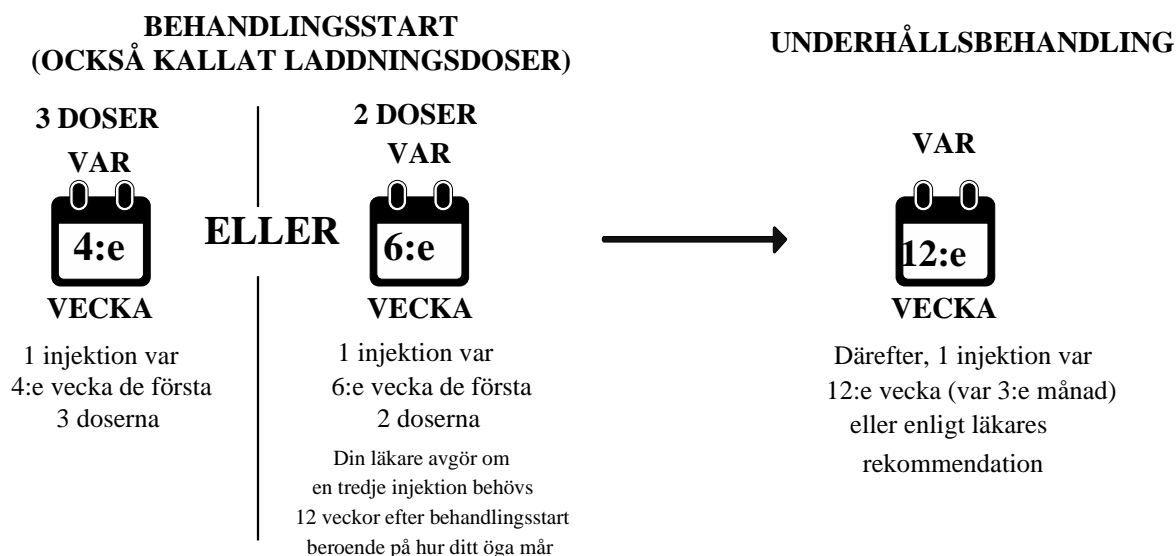 BEHANDLINGSSTART
(OCKSÅ KALLAT LADDNINGSDOSER)
3 DOSER
VAR
4:e
VECKA
1 injektion var
4:e vecka de första
3 doserna
ELLER
2 DOSER
VAR
6:e
VECKA
1 injektion var
6:e vecka de första
2 doserna
Din läkare avgör om
en tredje injektion behövs
12 veckor efter behandlingsstart
beroende på hur ditt öga mår
UNDERHÅLLSBEHANDLING
VAR
12:e
VECKA
Därefter, 1 injektion var
12:e vecka (var 3:e månad)
eller enligt läkares
rekommendation